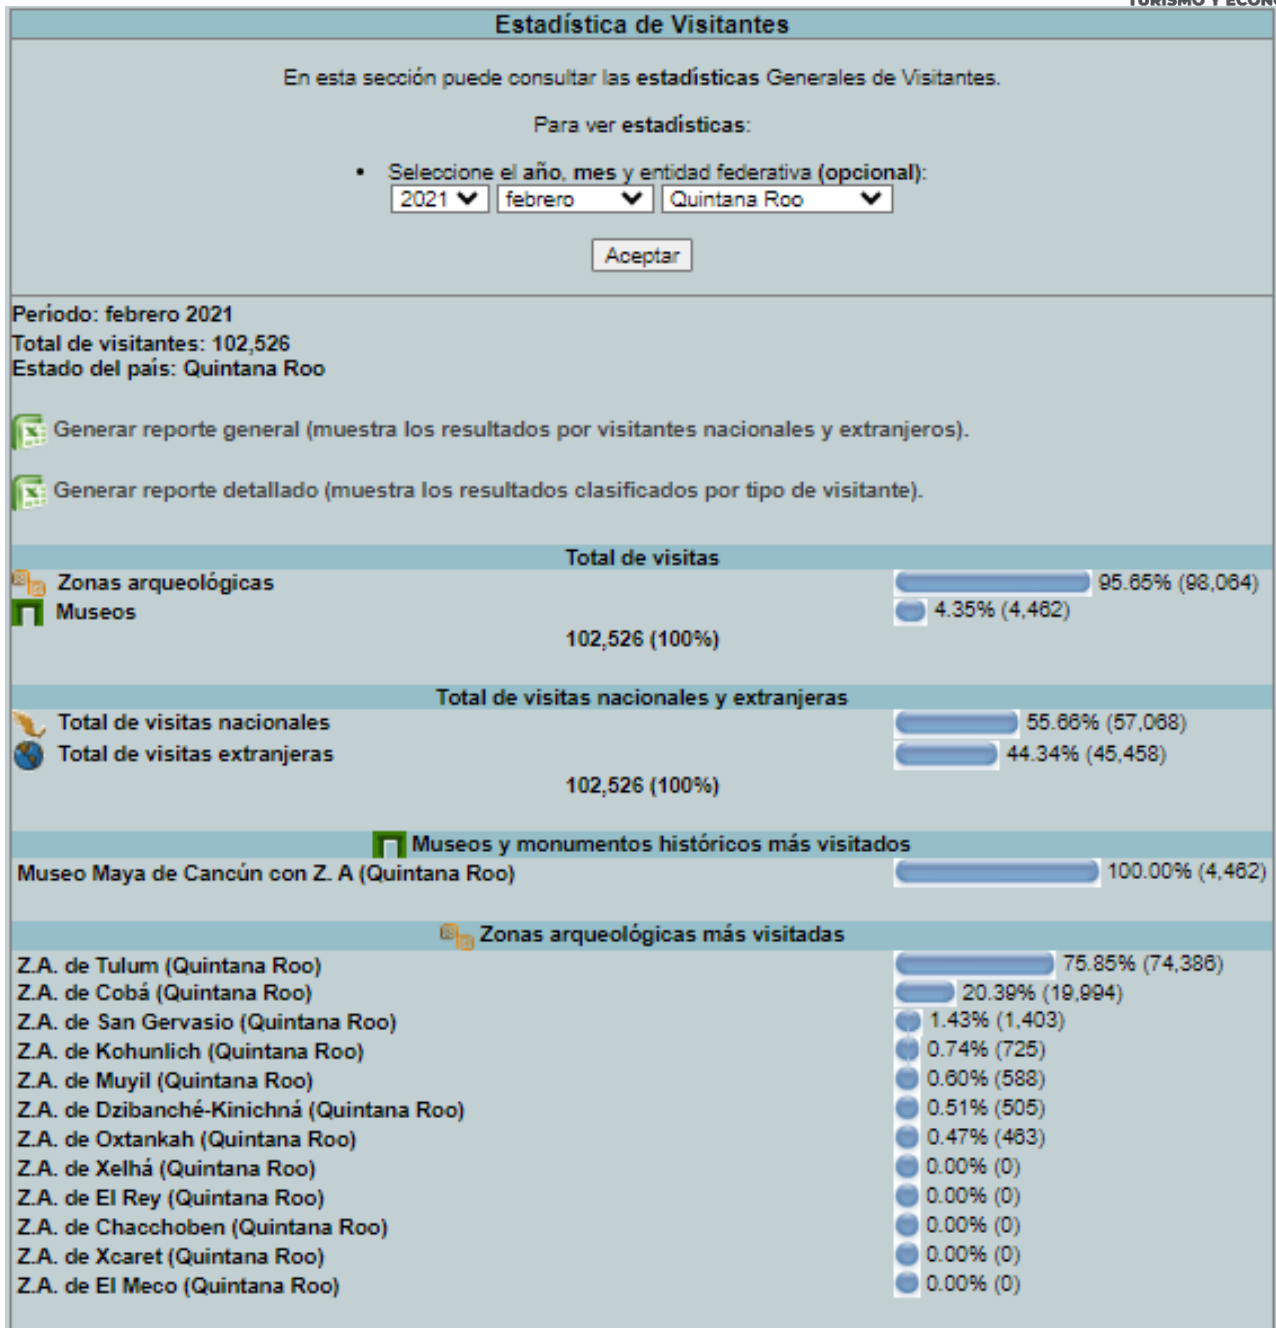 TURISMO Y ECON
Estadística de Visitantes
En esta sección puede consultar las estadísticas Generales de Visitantes.
Para ver estadísticas:
• Seleccione el año, mes y entidad federativa (opcional):
2021 febrero Quintana Roo
Aceptar
Período: febrero 2021
Total de visitantes: 102,526
Estado del país: Quintana Roo
Generar reporte general (muestra los resultados por visitantes nacionales y extranjeros).
Generar reporte detallado (muestra los resultados clasificados por tipo de visitante).
Total de visitas
Zonas arqueológicas 95.65% (98,064)
Museos 4.35% (4,462)
102,526 (100%)
Total de visitas nacionales y extranjeras
Total de visitas nacionales 55.66% (57,068)
Total de visitas extranjeras 44.34% (45,458)
102,526 (100%)
Museos y monumentos históricos más visitados
Museo Maya de Cancún con Z. A (Quintana Roo) 100.00% (4,462)
Zonas arqueológicas más visitadas
Z.A. de Tulum (Quintana Roo) 75.85% (74,386)
Z.A. de Cobá (Quintana Roo) 20.39% (19,994)
Z.A. de San Gervasio (Quintana Roo) 1.43% (1,403)
Z.A. de Kohunlich (Quintana Roo) 0.74% (725)
Z.A. de Muyil (Quintana Roo) 0.60% (588)
Z.A. de Dzibanché-Kinichná (Quintana Roo) 0.51% (505)
Z.A. de Oxtankah (Quintana Roo) 0.47% (463)
Z.A. de Xelhá (Quintana Roo) 0.00% (0)
Z.A. de El Rey (Quintana Roo) 0.00% (0)
Z.A. de Chacchoben (Quintana Roo) 0.00% (0)
Z.A. de Xcaret (Quintana Roo) 0.00% (0)
Z.A. de El Meco (Quintana Roo) 0.00% (0)